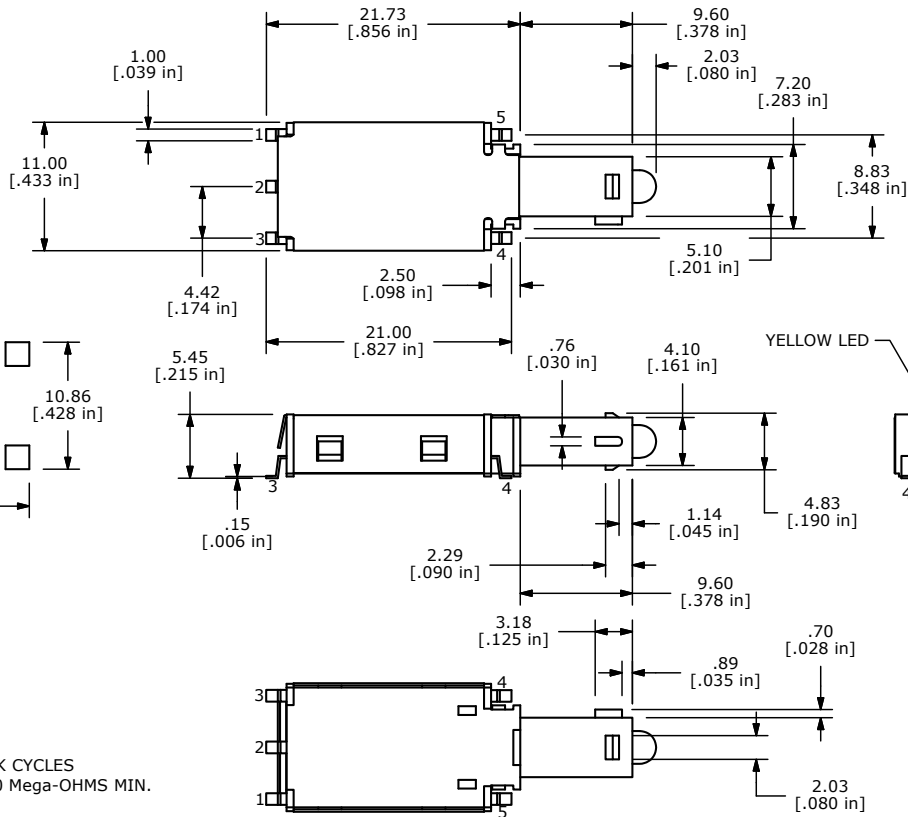 21.73
[.856 in]
9.60
[.378 in]
1.00
[.039 in]
2.03
[.080 in]
7.20
[.283 in]
5
1
11.00
[.433 in]
2
8.83
[.348 in]
3
4
5.10
[.201 in]
4.42
[.174 in]
2.50
[.098 in]
21.00
[.827 in]
5.45
[.215 in]
.76
[.030 in]
4.10
[.161 in]
YELLOW LED
10.86
[.428 in]
3
4
4
.15
[.006 in]
1.14
[.045 in]
4.83
[.190 in]
2.29
[.090 in]
9.60
[.378 in]
3.18
[.125 in]
.70
[.028 in]
.89
[.035 in]
3
4
2
1
5
K CYCLES
0 Mega-OHMS MIN.
2.03
[.080 in]